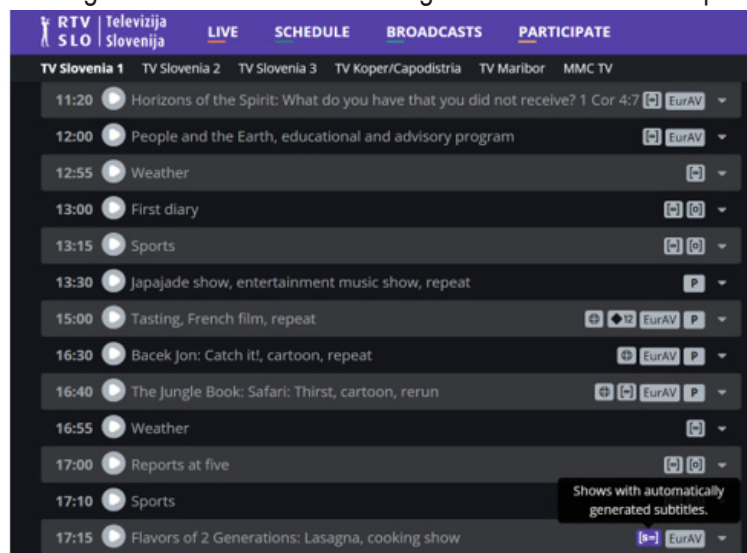 RTV Televizija
SLO Slovenija
LIVE SCHEDULE BROADCASTS PARTICIPATE
TV Slovenia 1 TV Slovenia 2 TV Slovenia 3 TV Koper/Capodistria TV Maribor MMC TV
11:20 Horizons of the Spirit: What do you have that you did not receive? 1 Cor 4:7 EurAV
12:00 People and the Earth, educational and advisory program EurAV
12:55 Weather
13:00 First diary [o]
13:15 Sports [o]
13:30 Japajade show, entertainment music show, repeat P
15:00 Tasting, French film, repeat 12 EurAV P
16:30 Bacek Jon: Catch it!, cartoon, repeat EurAV P
16:40 The Jungle Book: Safari: Thirst, cartoon, rerun EurAV P
16:55 Weather
17:00 Reports at five [o]
17:10 Sports
Shows with automatically
generated subtitles.
17:15 Flavors of 2 Generations: Lasagna, cooking show [s=] EurAV